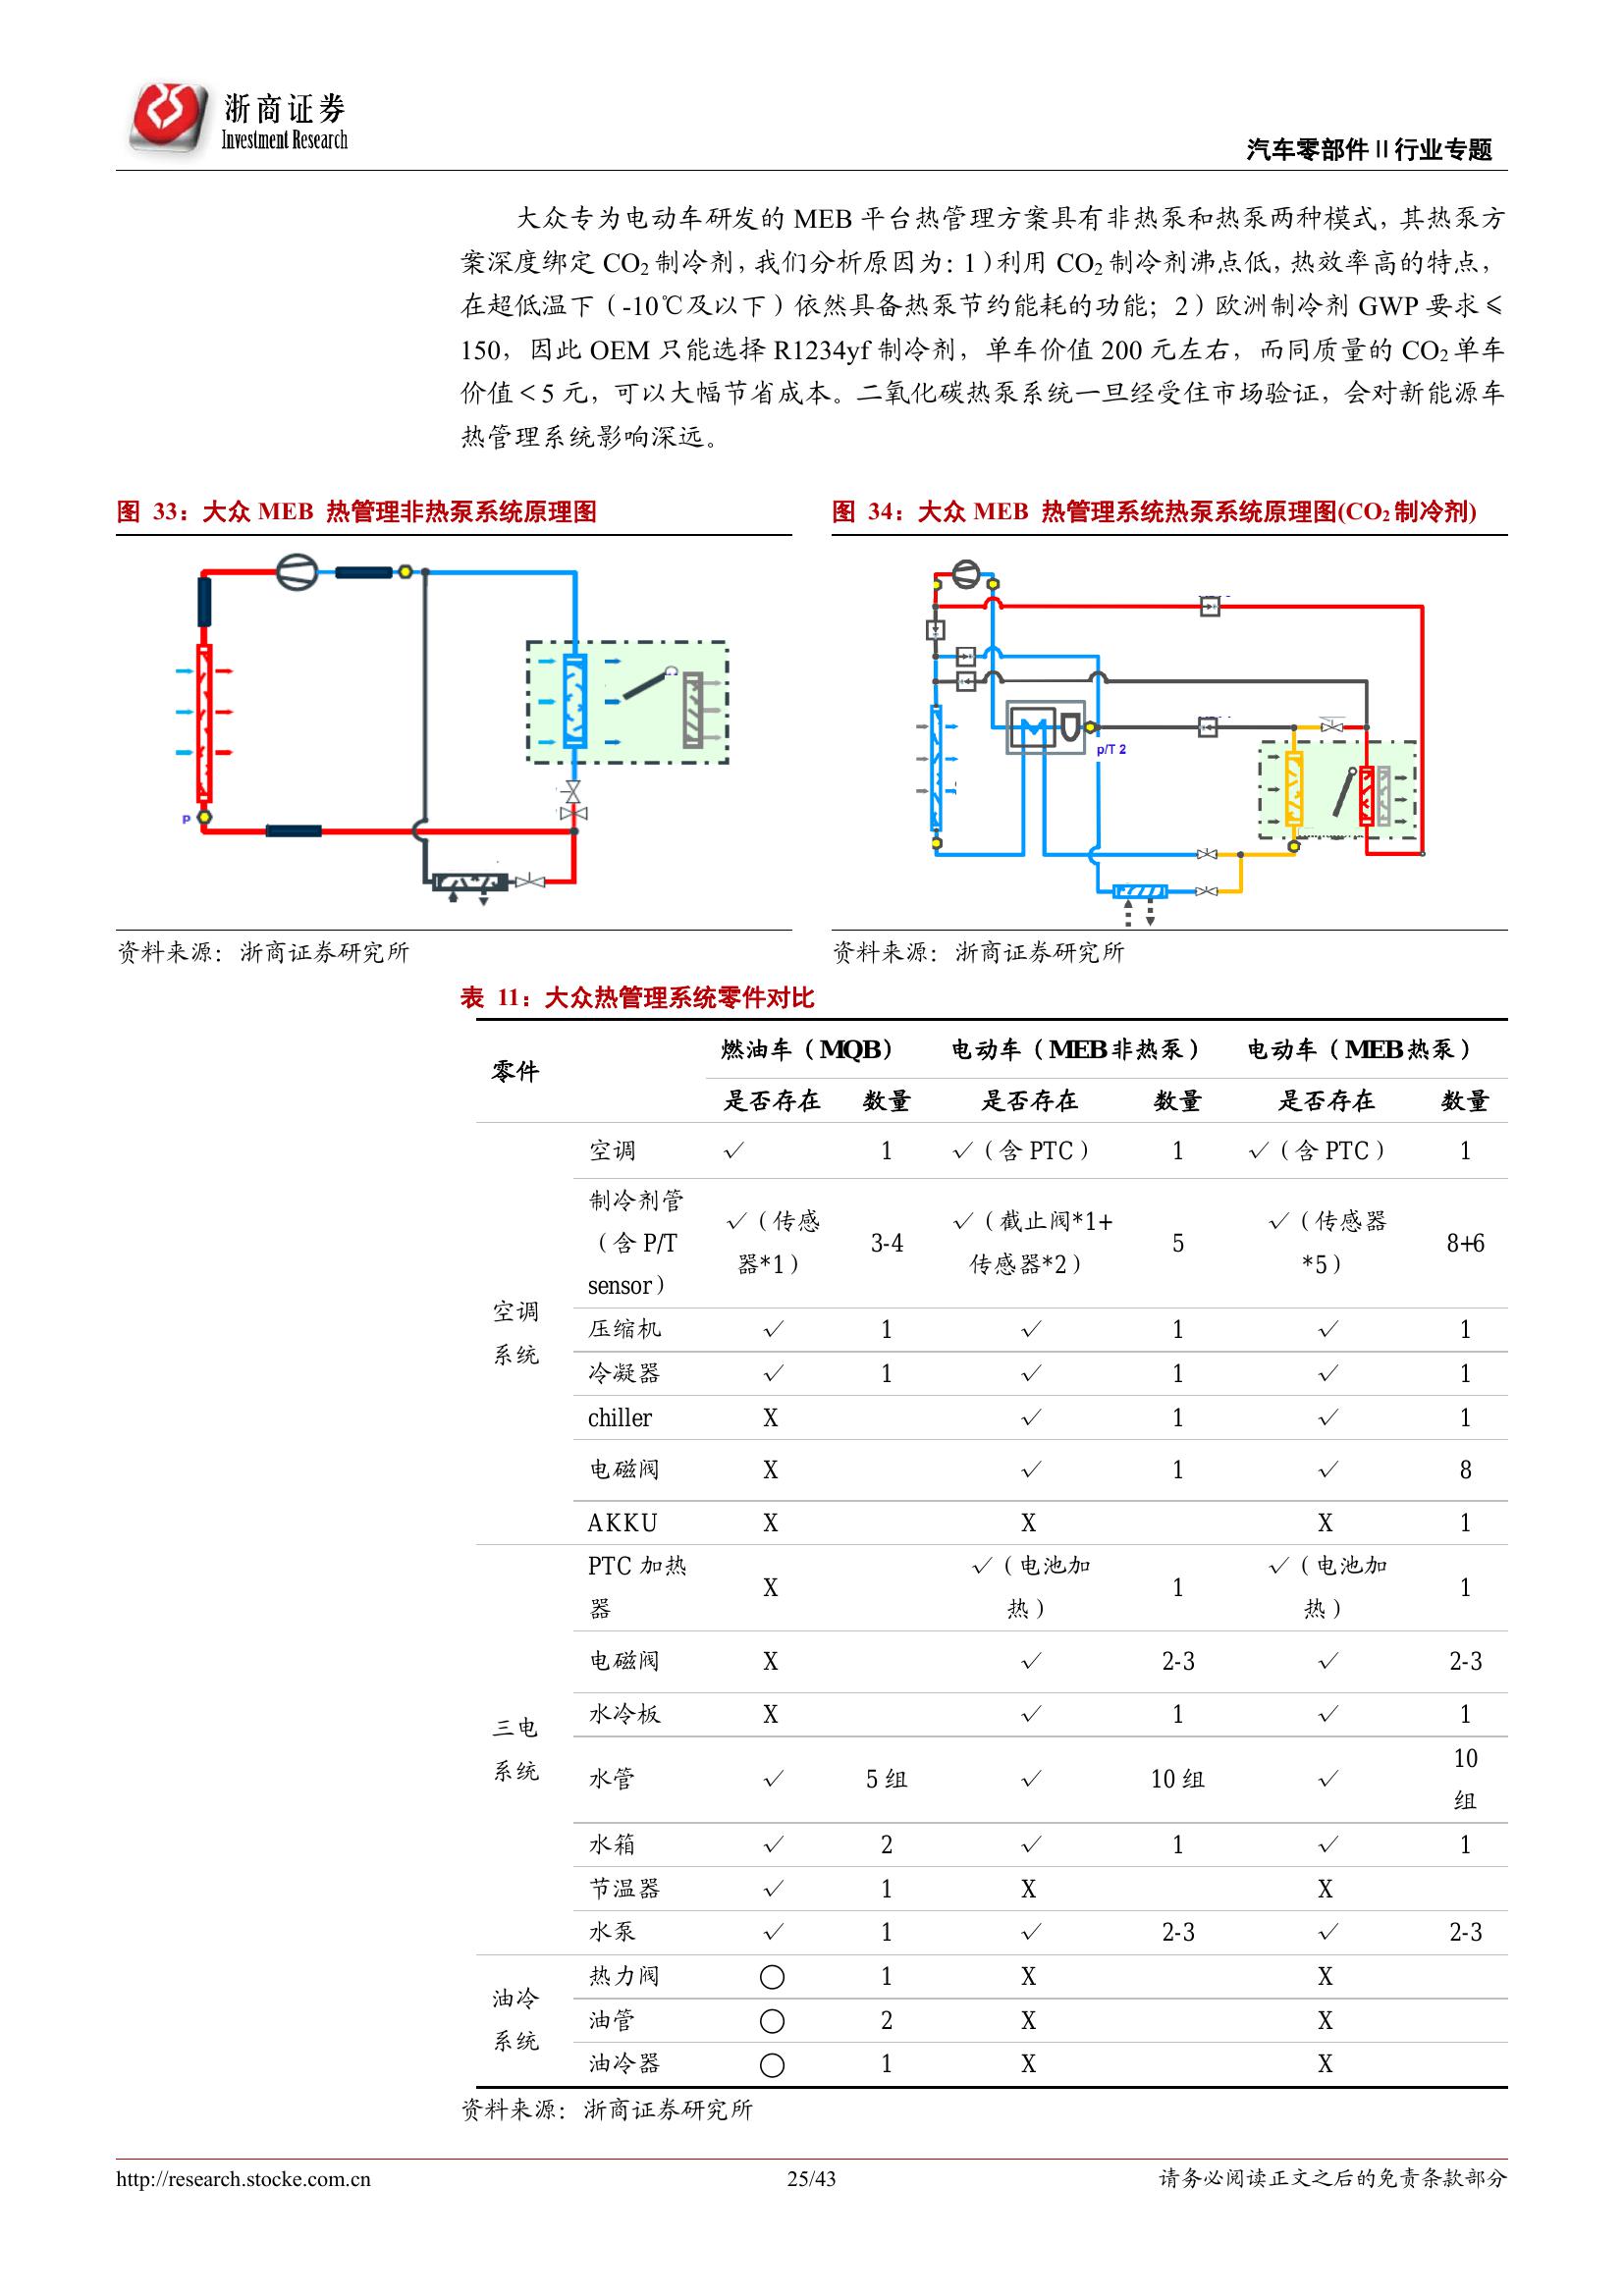 浙商证券
Investment Research
汽车零部件 II 行业专题
大众专为电动车研发的 MEB 平台热管理方案具有非热泵和热泵两种模式，其热泵方
案深度绑定 CO₂制冷剂，我们分析原因为：1）利用 CO₂制冷剂沸点低，热效率高的特点，
在超低温下（-10℃及以下）依然具备热泵节约能耗的功能；2）欧洲制冷剂 GWP 要求≤
150，因此 OEM 只能选择 R1234yf 制冷剂，单车价值 200 元左右，而同质量的 CO₂单车
价值＜5 元，可以大幅节省成本。二氧化碳热泵系统一旦经受住市场验证，会对新能源车
热管理系统影响深远。
图 33：大众 MEB 热管理非热泵系统原理图
图 34：大众 MEB 热管理系统热泵系统原理图(CO₂制冷剂)
P
p/T 2
资料来源：浙商证券研究所
资料来源：浙商证券研究所
表 11：大众热管理系统零件对比
零件 燃油车（MQB） 电动车（MEB 非热泵） 电动车（MEB 热泵）
是否存在 数量 是否存在 数量 是否存在 数量
空调系统
空调 √ 1 √（含 PTC） 1 √（含 PTC） 1
制冷剂管（含 P/T sensor） √（传感器*1） 3-4 √（截止阀*1+传感器*2） 5 √（传感器*5） 8+6
压缩机 √ 1 √ 1 √ 1
冷凝器 √ 1 √ 1 √ 1
chiller X √ 1 √ 1
电磁阀 X √ 1 √ 8
AKKU X X X 1
三电系统
PTC 加热器 X √（电池加热） 1 √（电池加热） 1
电磁阀 X √ 2-3 √ 2-3
水冷板 X √ 1 √ 1
水管 √ 5 组 √ 10 组 √ 10 组
水箱 √ 2 √ 1 √ 1
节温器 √ 1 X X
水泵 √ 1 √ 2-3 √ 2-3
油冷系统
热力阀 〇 1 X X
油管 〇 2 X X
油冷器 〇 1 X X
资料来源：浙商证券研究所
http://research.stocke.com.cn
25/43
请务必阅读正文之后的免责条款部分